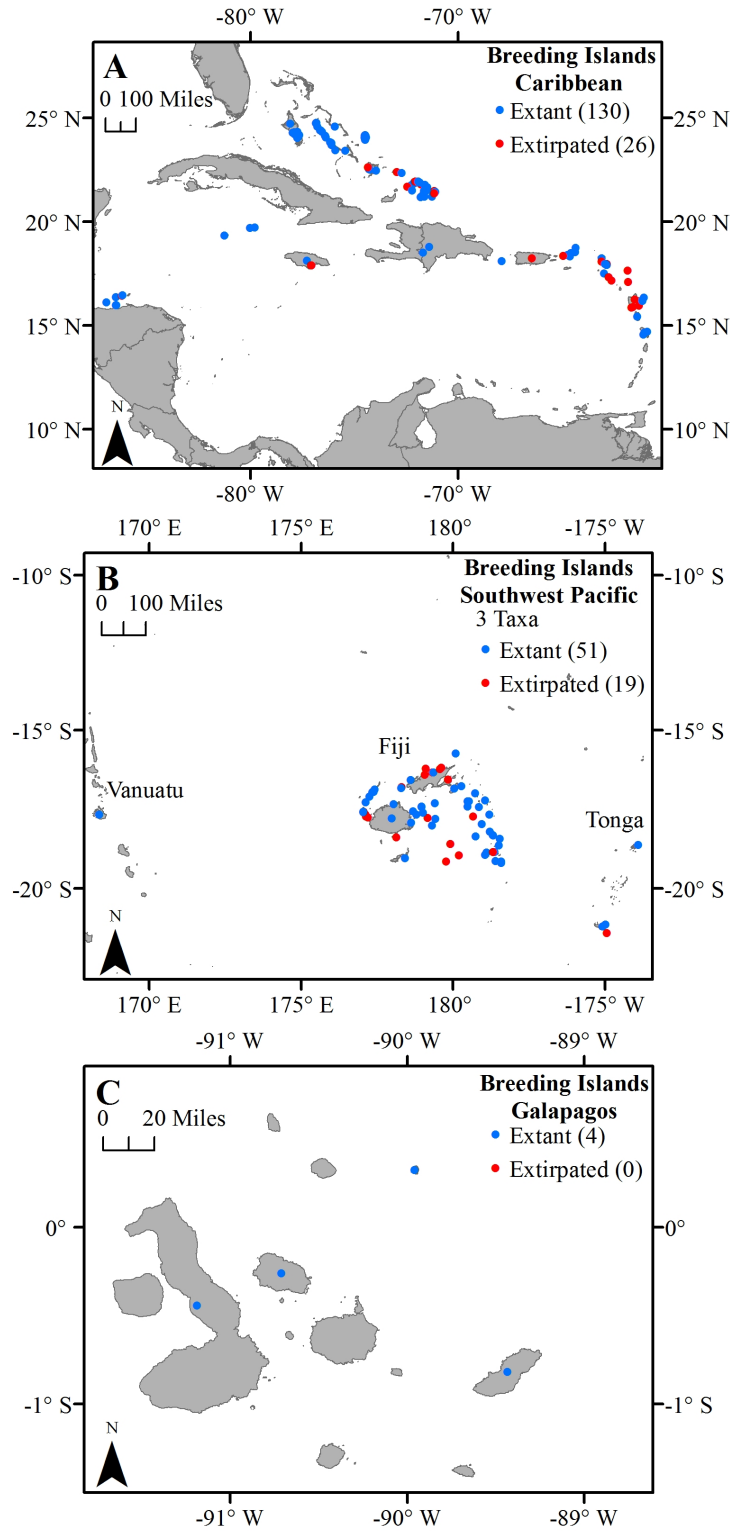 -80° W -70° W
A
Breeding Islands
Caribbean
0 100 Miles
Extant (130)
Extirpated (26)
25° N 25° N
20° N 20° N
15° N 15° N
10° N 10° N
N
-80° W -70° W
170° E 175° E 180° -175° W
B
Breeding Islands
Southwest Pacific
0 100 Miles
3 Taxa
Extant (51)
Extirpated (19)
-10° S -10° S
-15° S -15° S
Fiji
Vanuatu
Tonga
-20° S -20° S
N
170° E 175° E 180° -175° W
-91° W -90° W -89° W
C
Breeding Islands
Galapagos
0 20 Miles
Extant (4)
Extirpated (0)
0° 0°
-1° S -1° S
N
-91° W -90° W -89° W